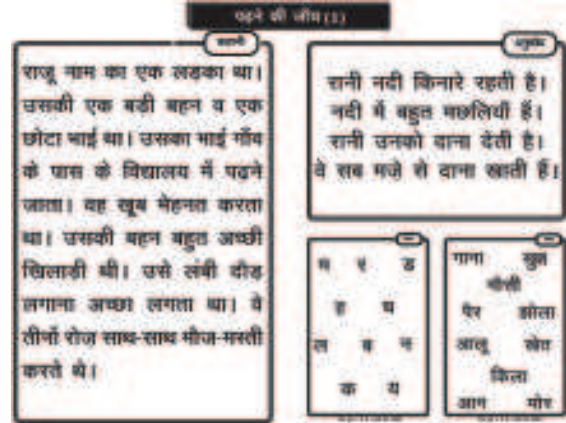 पढ़ने की जाँच (1)
कहानी
राजू नाम का एक लड़का था।
उसकी एक बड़ी बहन व एक
छोटा भाई था। उसका भाई गाँव
के पास के विद्यालय में पढ़ने
जाता। वह खूब मेहनत करता
था। उसकी बहन बहुत अच्छी
खिलाड़ी थी। उसे लंबी दौड़
लगाना अच्छा लगता था। वे
तीनों रोज़ साथ-साथ मौज-मस्ती
करते थे।
अनुच्छेद
रानी नदी किनारे रहती है।
नदी में बहुत मछलियाँ हैं।
रानी उनको दाना देती है।
वे सब मजे से दाना खाती हैं।
म र ड
ह घ
ल ब न
क य
गाना खुश
मौसी
पैर झोला
आलू खेत
किला
आग मोर